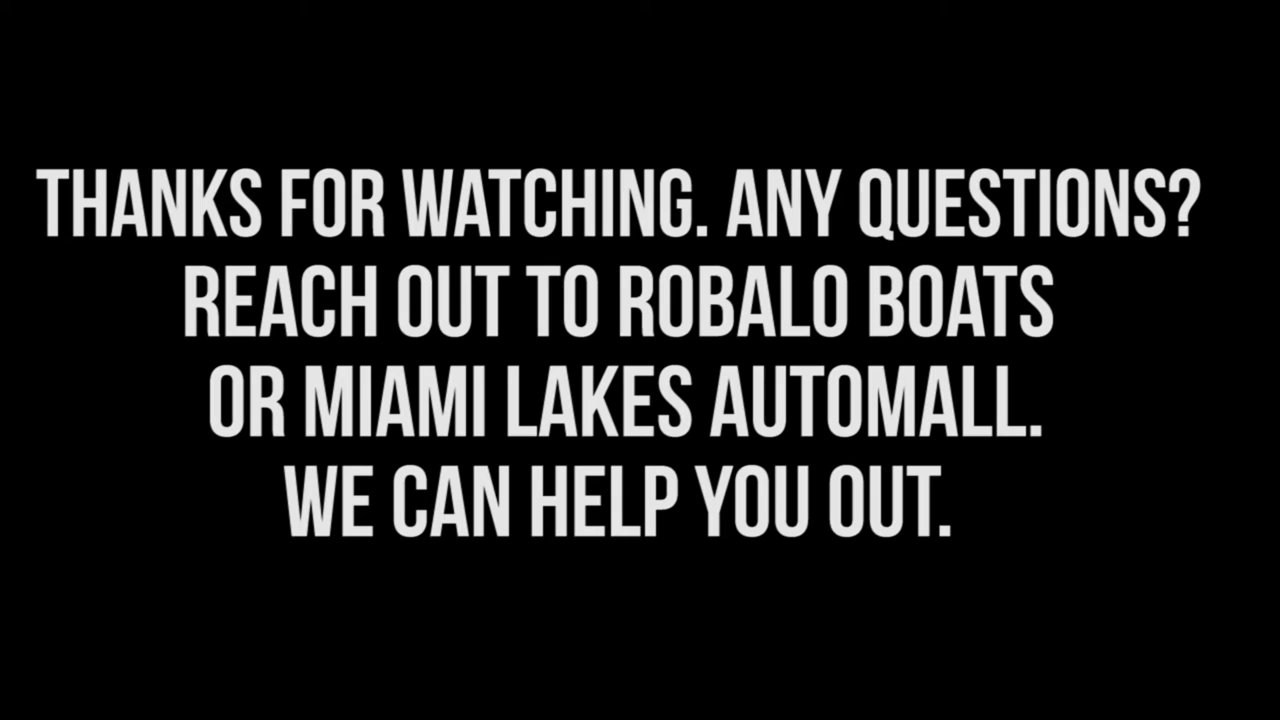 THANKS FOR WATCHING. ANY QUESTIONS?
REACH OUT TO ROBALO BOATS
OR MIAMI LAKES AUTOMALL.
WE CAN HELP YOU OUT.